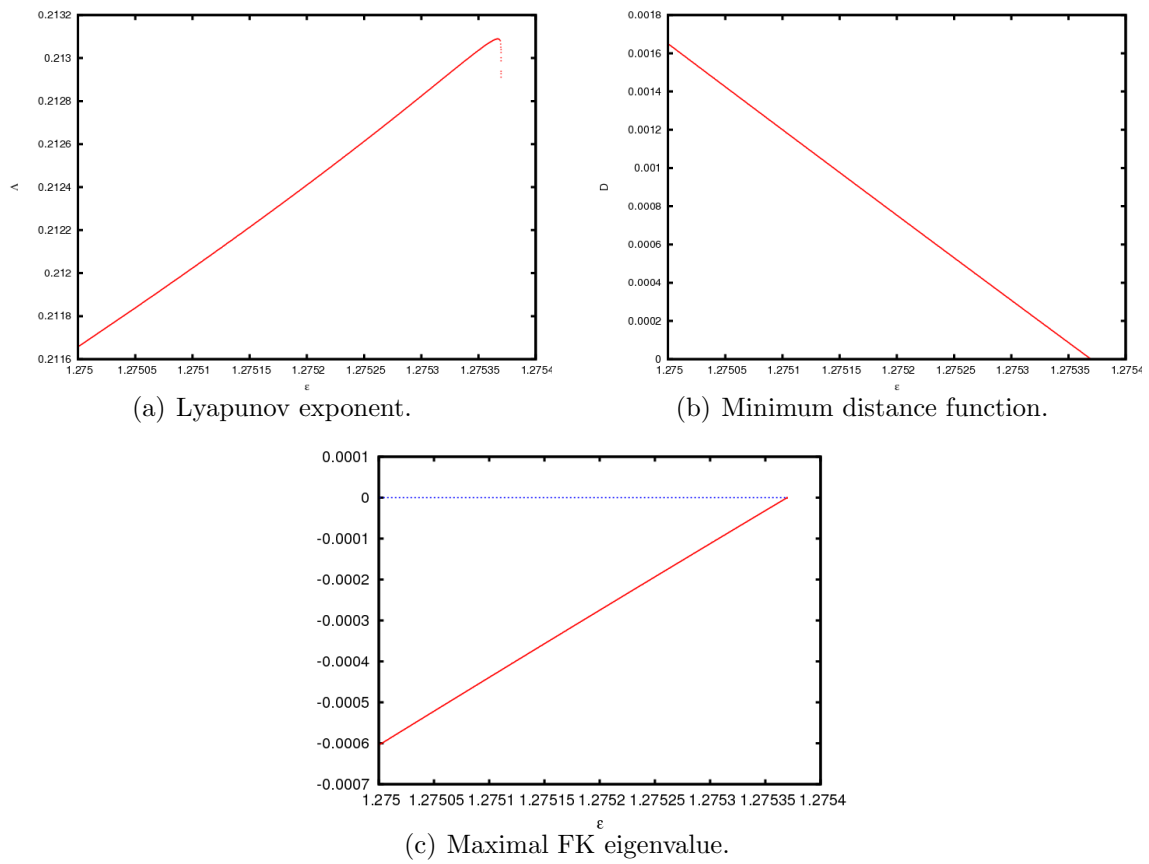 0.2132
0.213
0.2128
0.2126
0.2124
0.2122
0.212
0.2118
0.2116
Λ
1.275 1.27505 1.2751 1.27515 1.2752 1.27525 1.2753 1.27535 1.2754
ε
(a) Lyapunov exponent.
0.0018
0.0016
0.0014
0.0012
0.001
0.0008
0.0006
0.0004
0.0002
0
D
1.275 1.27505 1.2751 1.27515 1.2752 1.27525 1.2753 1.27535 1.2754
ε
(b) Minimum distance function.
0.0001
0
-0.0001
-0.0002
-0.0003
-0.0004
-0.0005
-0.0006
-0.0007
1.275 1.27505 1.2751 1.27515 1.2752 1.27525 1.2753 1.27535 1.2754
ε
(c) Maximal FK eigenvalue.